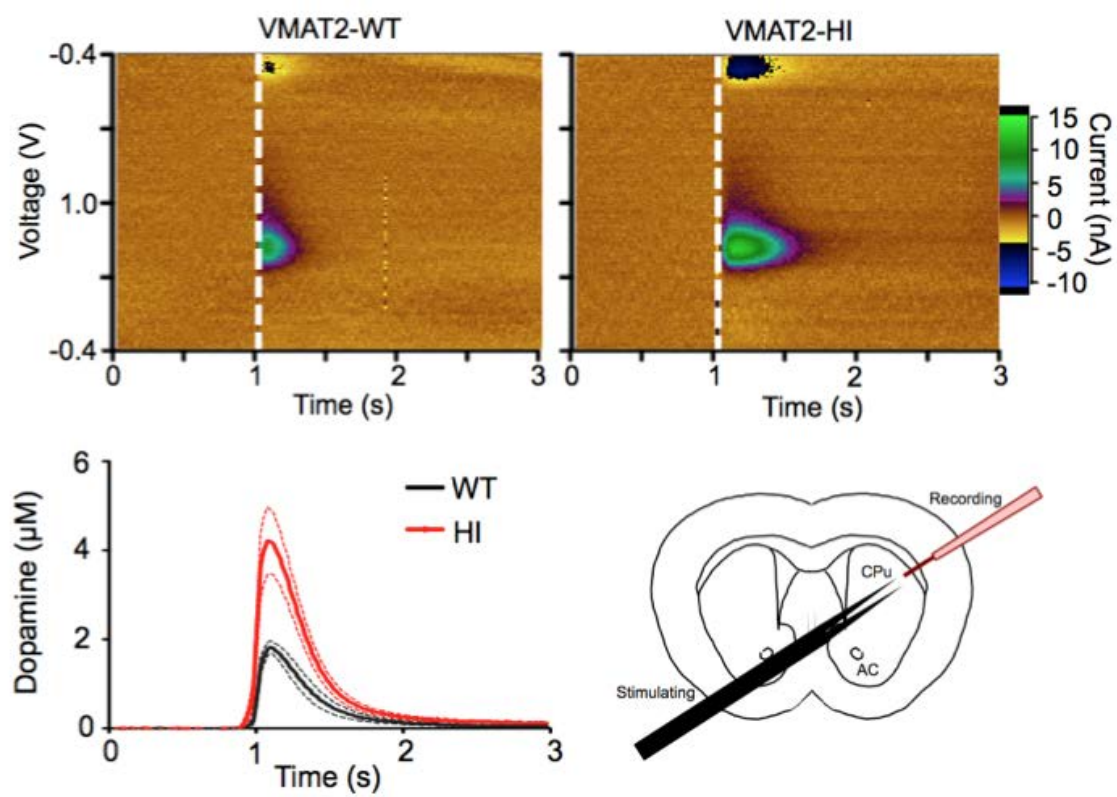 VMAT2-WT
VMAT2-HI
-0.4
1.0
-0.4
Voltage (V)
0 1 2 3
Time (s)
0 1 2 3
Time (s)
15
10
5
0
-5
-10
Current (nA)
6
4
2
0
Dopamine (µM)
WT
HI
0 1 2 3
Time (s)
Recording
CPu
AC
Stimulating